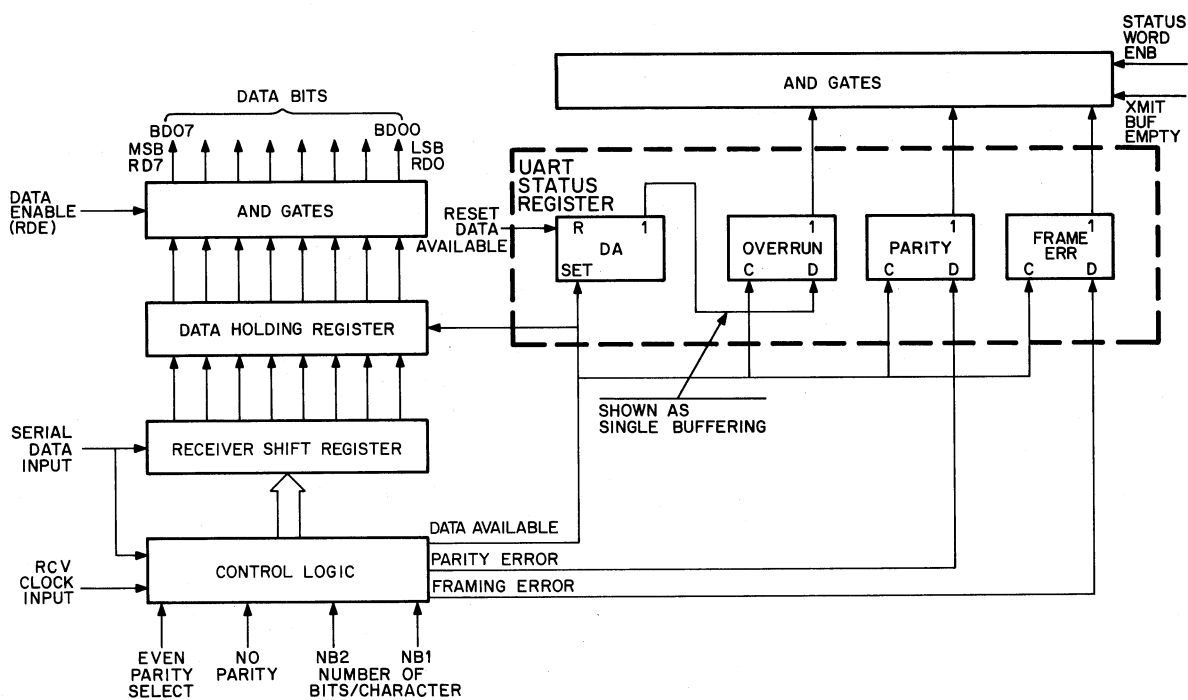 STATUS
WORD
ENB
AND GATES
XMIT
BUF
EMPTY
DATA BITS
BD07
BD00
MSB
RD7
LSB
RD0
DATA
ENABLE
(RDE)
AND GATES
UART
STATUS
REGISTER
RESET
DATA
AVAILABLE
R 1
DA
SET
1
OVERRUN
C D
1
PARITY
C D
1
FRAME
ERR
C D
DATA HOLDING REGISTER
SHOWN AS
SINGLE BUFFERING
SERIAL
DATA
INPUT
RECEIVER SHIFT REGISTER
DATA AVAILABLE
PARITY ERROR
FRAMING ERROR
CONTROL LOGIC
RCV
CLOCK
INPUT
EVEN
PARITY
SELECT
NO
PARITY
NB2 NB1
NUMBER OF
BITS/CHARACTER